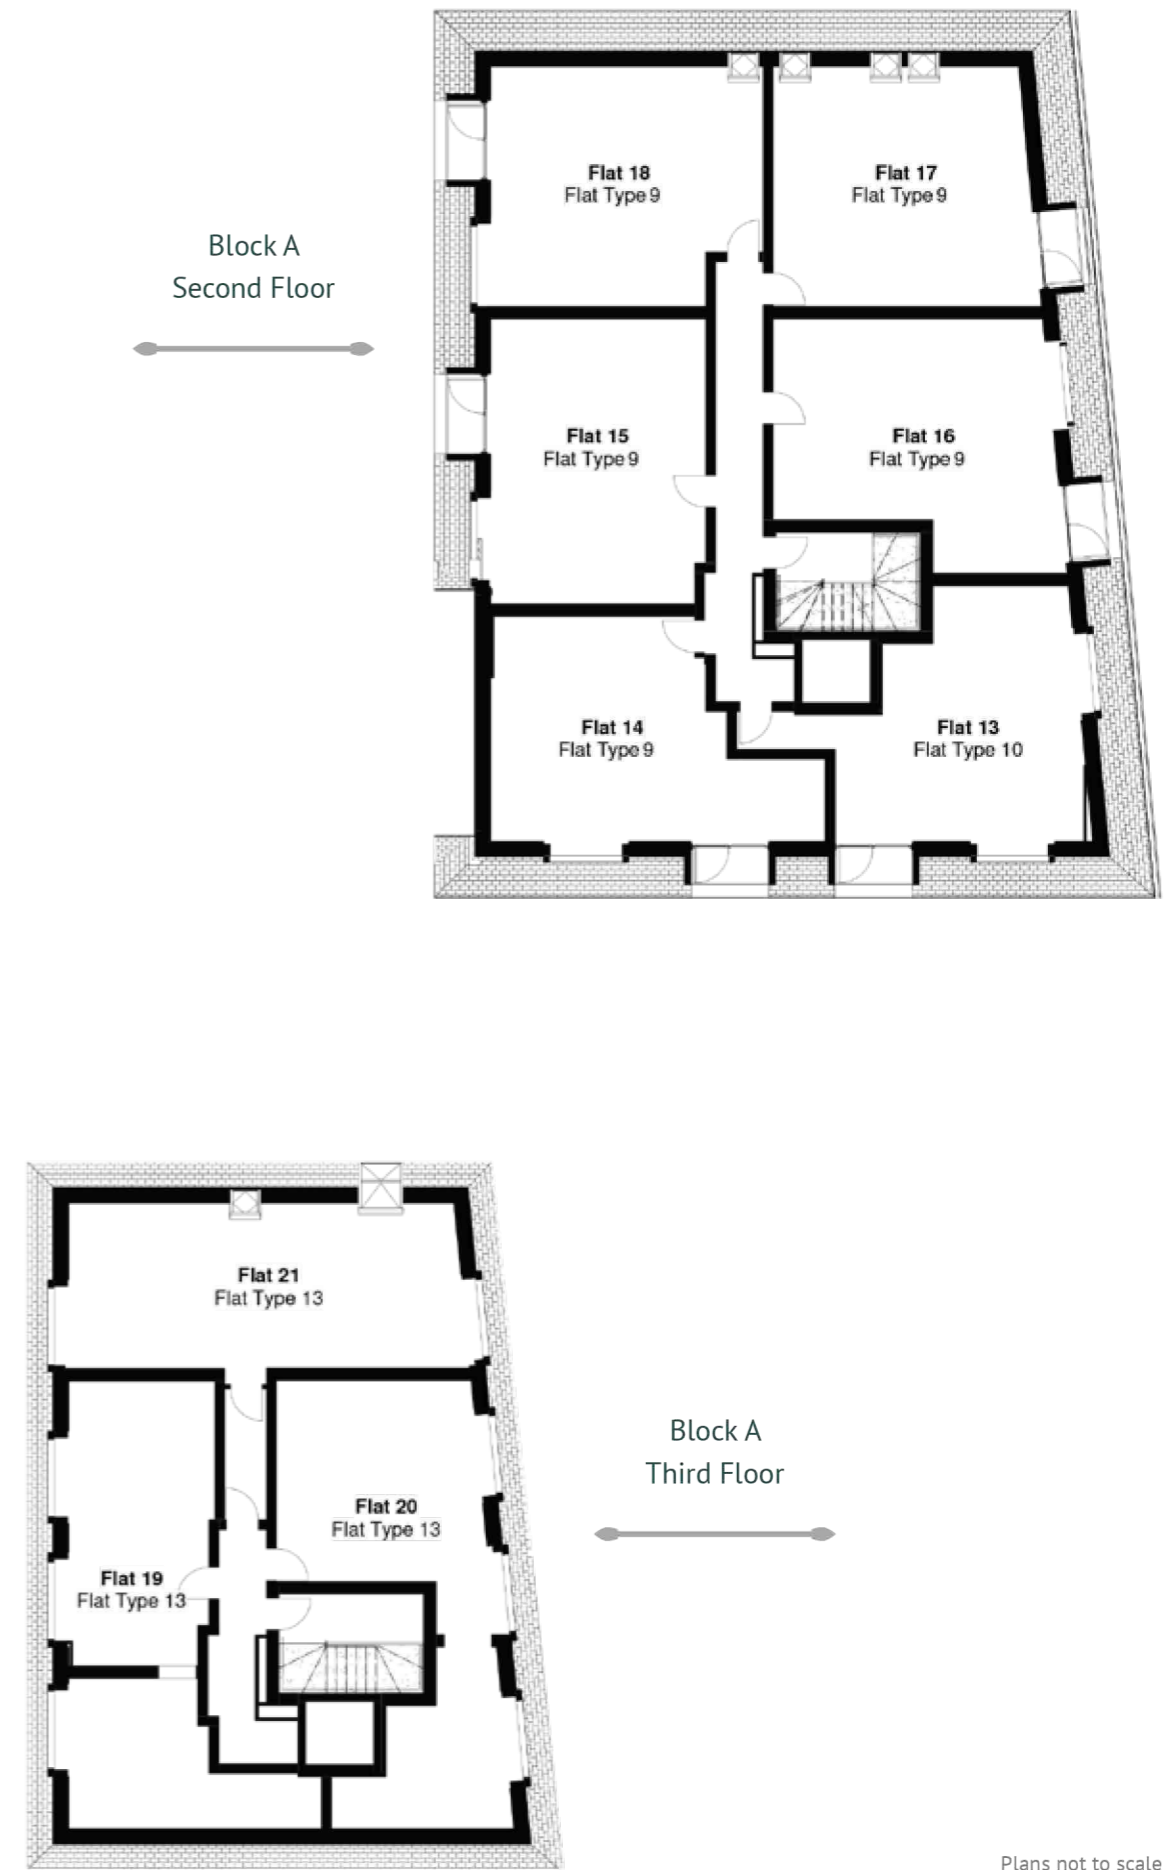 Block A
Second Floor
Flat 18
Flat Type 9
Flat 17
Flat Type 9
Flat 15
Flat Type 9
Flat 16
Flat Type 9
Flat 14
Flat Type 9
Flat 13
Flat Type 10
Flat 21
Flat Type 13
Block A
Third Floor
Flat 20
Flat Type 13
Flat 19
Flat Type 13
Plans not to scale